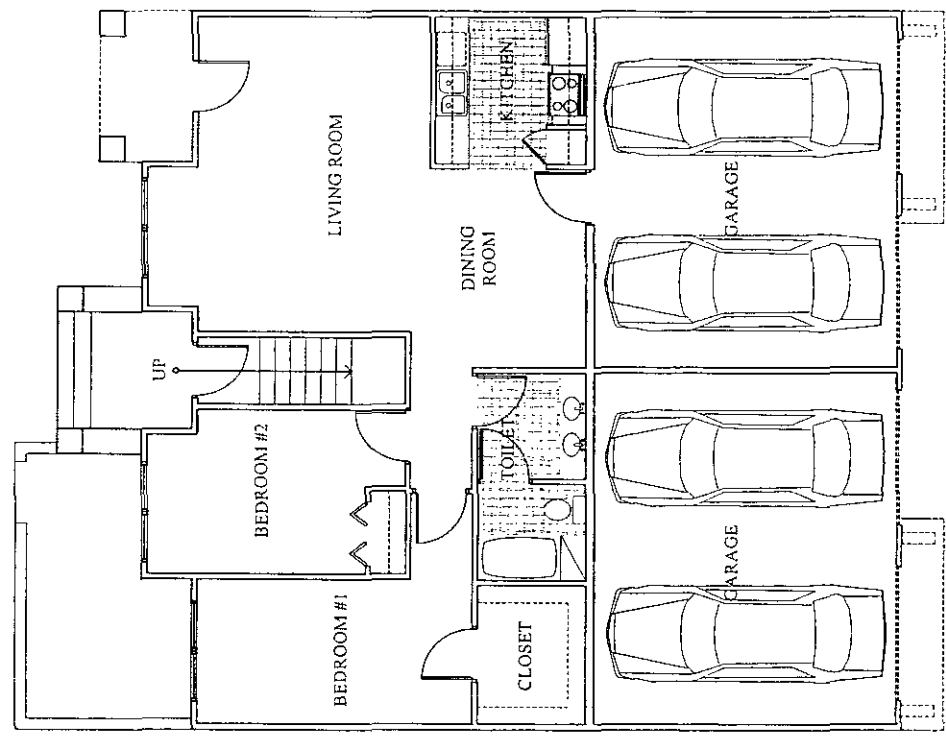 BEDROOM #1
BEDROOM #2
UP
LIVING ROOM
CLOSET
TOILET
DINING
ROOM
KITCHEN
GARAGE
GARAGE